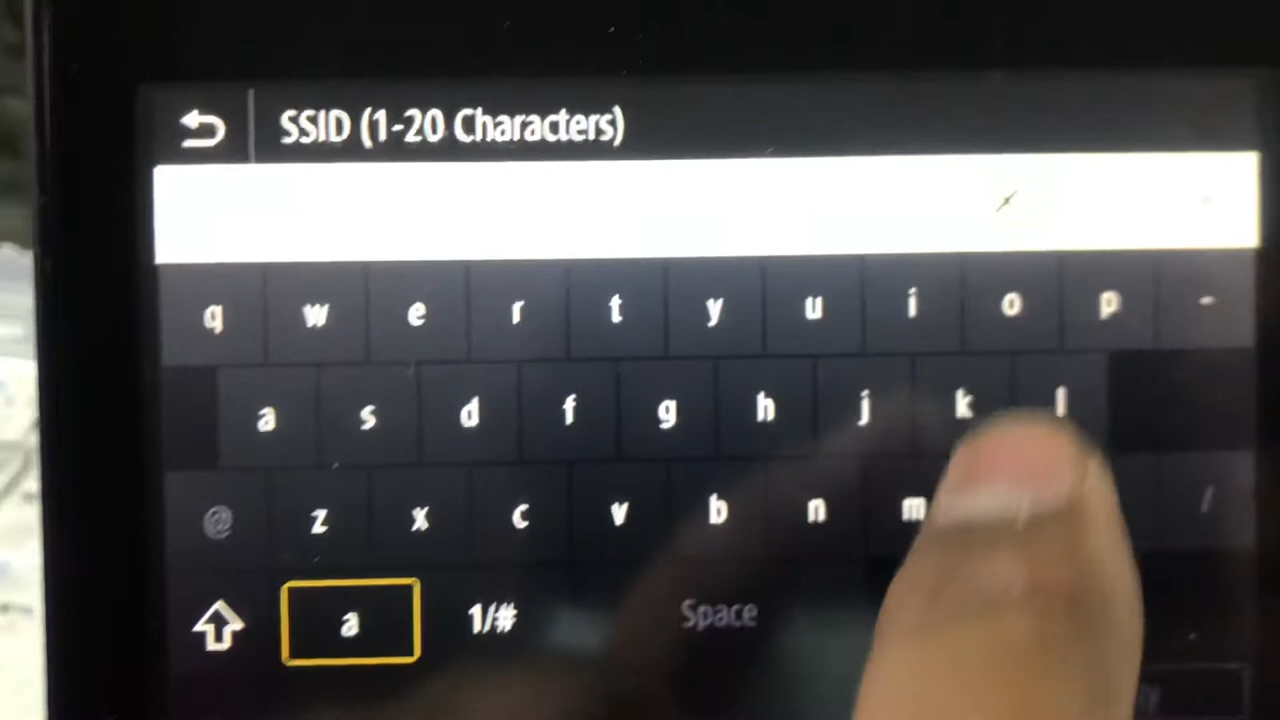 SSID (1-20 Characters)
q w e r t y u i o p -
a s d f g h j k l
@ z x c v b n m /
a 1/# Space